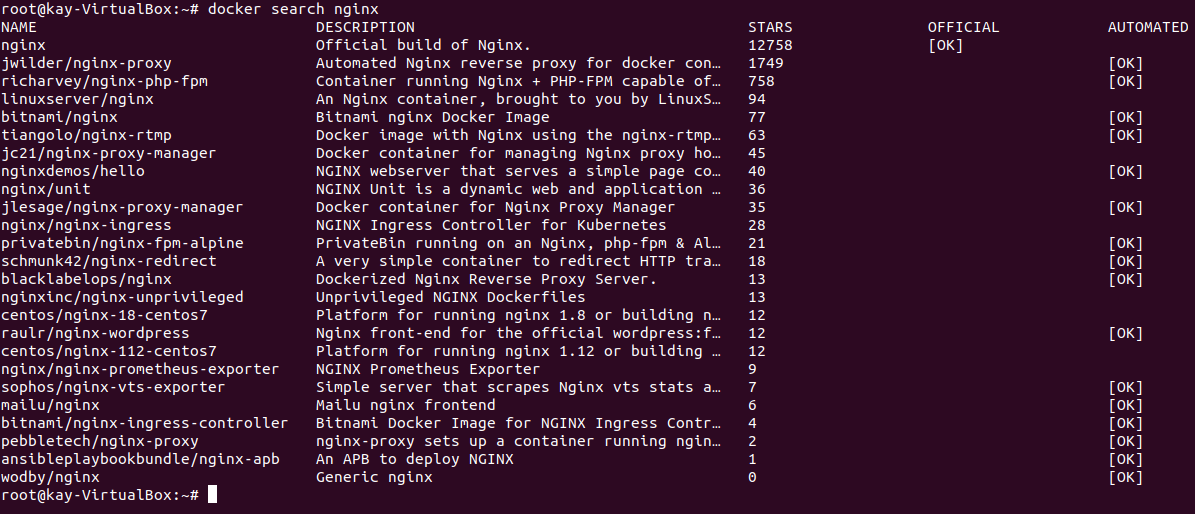 root@kay-VirtualBox:~# docker search nginx
NAME DESCRIPTION STARS OFFICIAL AUTOMATED
nginx Official build of Nginx. 12758 [OK]
jwilder/nginx-proxy Automated Nginx reverse proxy for docker con… 1749 [OK]
richarvey/nginx-php-fpm Container running Nginx + PHP-FPM capable of… 758 [OK]
linuxserver/nginx An Nginx container, brought to you by LinuxS… 94
bitnami/nginx Bitnami nginx Docker Image 77 [OK]
tiangolo/nginx-rtmp Docker image with Nginx using the nginx-rtmp… 63 [OK]
jc21/nginx-proxy-manager Docker container for managing Nginx proxy ho… 45
nginxdemos/hello NGINX webserver that serves a simple page co… 40 [OK]
nginx/unit NGINX Unit is a dynamic web and application … 36
jlesage/nginx-proxy-manager Docker container for Nginx Proxy Manager 35 [OK]
nginx/nginx-ingress NGINX Ingress Controller for Kubernetes 28
privatebin/nginx-fpm-alpine PrivateBin running on an Nginx, php-fpm & Al… 21 [OK]
schmunk42/nginx-redirect A very simple container to redirect HTTP tra… 18 [OK]
blacklabelops/nginx Dockerized Nginx Reverse Proxy Server. 13 [OK]
nginxinc/nginx-unprivileged Unprivileged NGINX Dockerfiles 13
centos/nginx-18-centos7 Platform for running nginx 1.8 or building n… 12
raulr/nginx-wordpress Nginx front-end for the official wordpress:f… 12 [OK]
centos/nginx-112-centos7 Platform for running nginx 1.12 or building … 12
nginx/nginx-prometheus-exporter NGINX Prometheus Exporter 9
sophos/nginx-vts-exporter Simple server that scrapes Nginx vts stats a… 7 [OK]
mailu/nginx Mailu nginx frontend 6 [OK]
bitnami/nginx-ingress-controller Bitnami Docker Image for NGINX Ingress Contr… 4 [OK]
pebbletech/nginx-proxy nginx-proxy sets up a container running ngin… 2 [OK]
ansibleplaybookbundle/nginx-apb An APB to deploy NGINX 1 [OK]
wodby/nginx Generic nginx 0 [OK]
root@kay-VirtualBox:~#